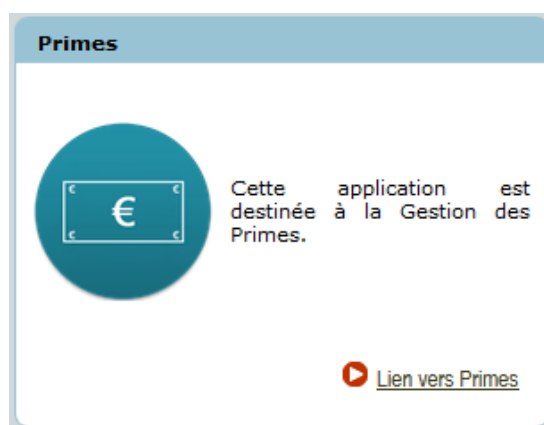 Primes
€ €
€
€ €
Cette application est
destinée à la Gestion des
Primes.
Lien vers Primes